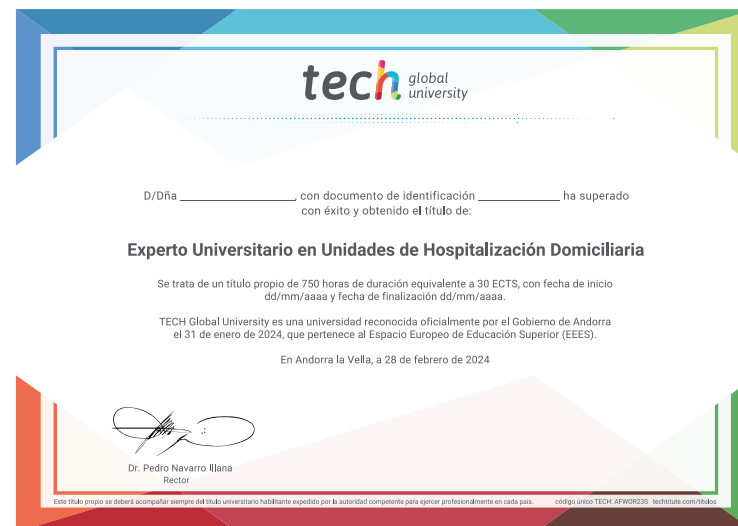 tech global university
D/Dña ______________, con documento de identificación __________ ha superado
con éxito y obtenido el título de:
Experto Universitario en Unidades de Hospitalización Domiciliaria
Se trata de un título propio de 750 horas de duración equivalente a 30 ECTS, con fecha de inicio
dd/mm/aaaa y fecha de finalización dd/mm/aaaa.
TECH Global University es una universidad reconocida oficialmente por el Gobierno de Andorra
el 31 de enero de 2024, que pertenece al Espacio Europeo de Educación Superior (EEES).
En Andorra la Vella, a 28 de febrero de 2024
Dr. Pedro Navarro Illana
Rector
Este título propio se deberá acompañar siempre del título universitario habilitante expedido por la autoridad competente para ejercer profesionalmente en cada país. código único TECH: AFWOR23S techtitute.com/titulos